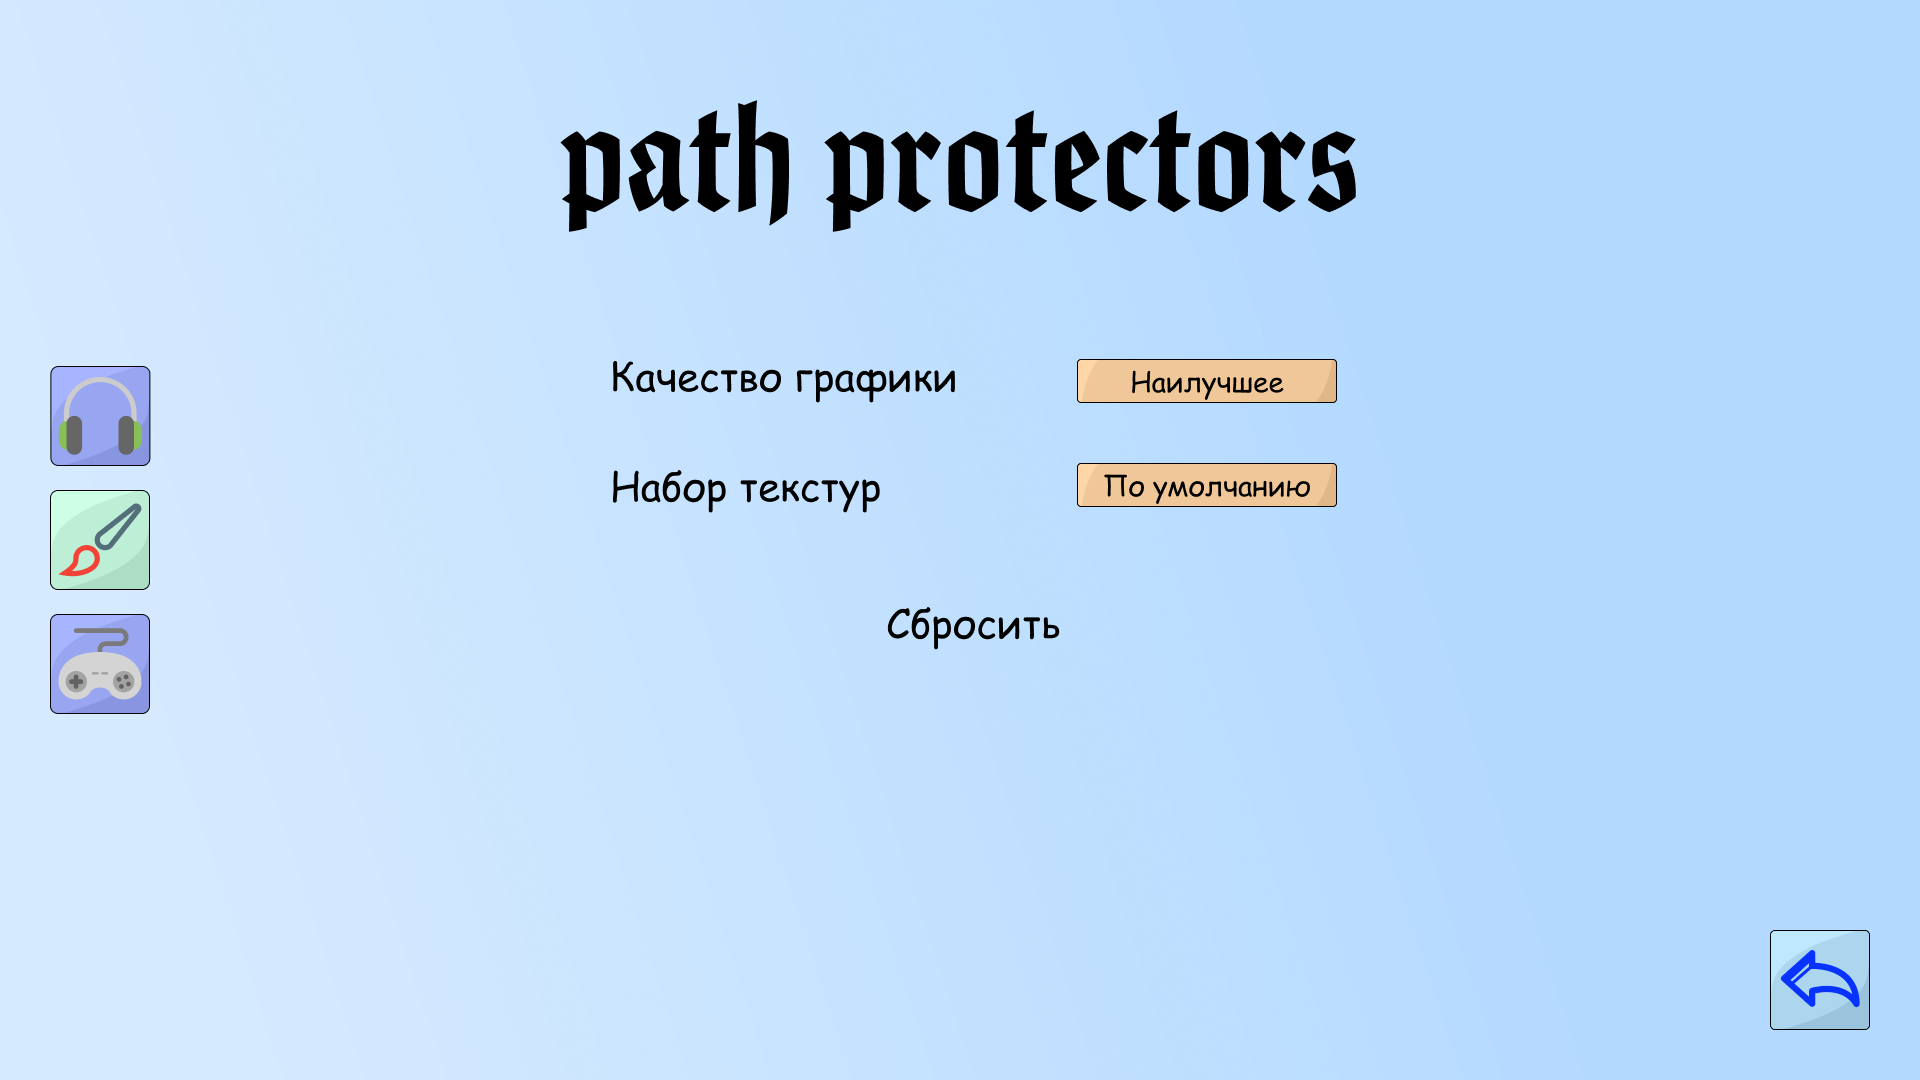 path protectors
Качество графики
Наилучшее
Набор текстур
По умолчанию
Сбросить